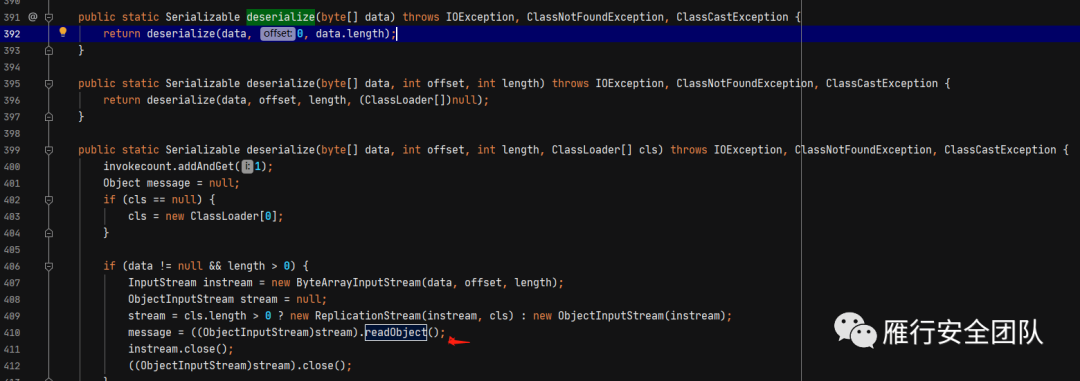 391 @ public static Serializable deserialize(byte[] data) throws IOException, ClassNotFoundException, ClassCastException {
392 return deserialize(data, offset: 0, data.length);
393 }
394
395 public static Serializable deserialize(byte[] data, int offset, int length) throws IOException, ClassNotFoundException, ClassCastException {
396 return deserialize(data, offset, length, (ClassLoader[])null);
397 }
398
399 public static Serializable deserialize(byte[] data, int offset, int length, ClassLoader[] cls) throws IOException, ClassNotFoundException, ClassCastException {
400 invokecount.addAndGet( i: 1);
401 Object message = null;
402 if (cls == null) {
403 cls = new ClassLoader[0];
404 }
405
406 if (data != null && length > 0) {
407 InputStream instream = new ByteArrayInputStream(data, offset, length);
408 ObjectInputStream stream = null;
409 stream = cls.length > 0 ? new ReplicationStream(instream, cls) : new ObjectInputStream(instream);
410 message = ((ObjectInputStream)stream).readObject();
411 instream.close();
412 ((ObjectInputStream)stream).close();
雁行安全团队